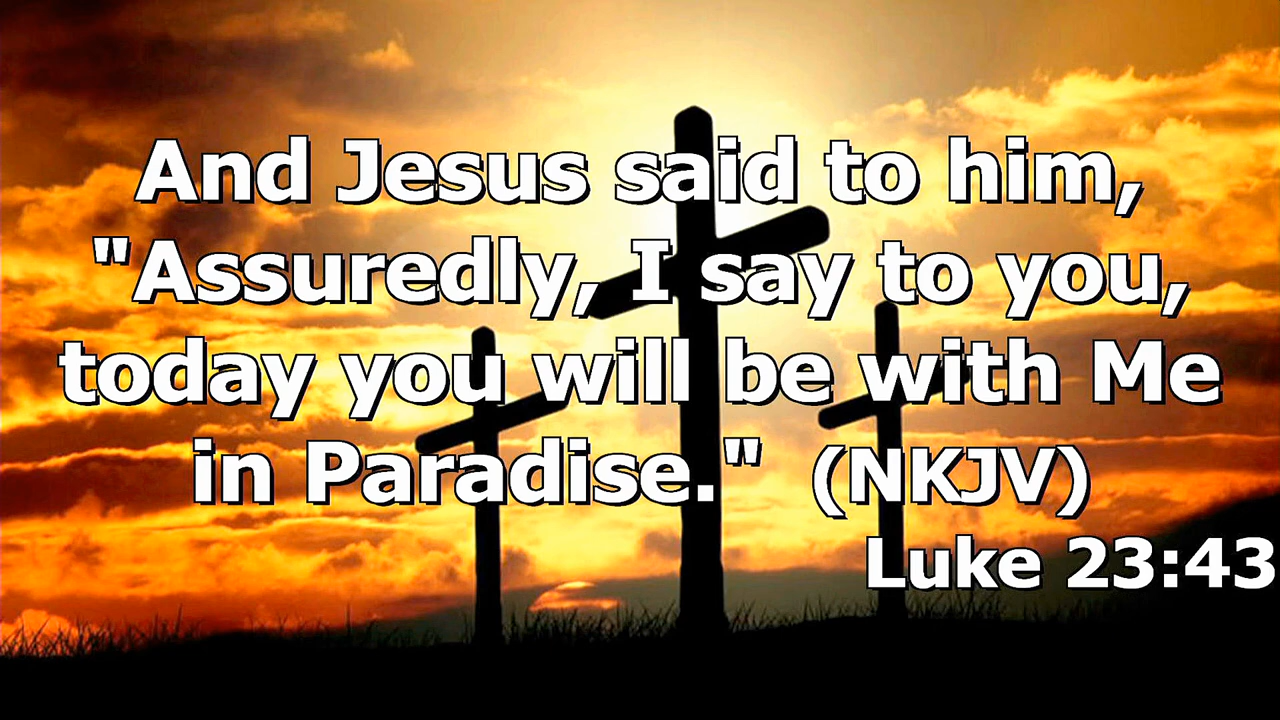 And Jesus said to him,
"Assuredly, I say to you,
today you will be with Me
in Paradise." (NKJV)
Luke 23:43